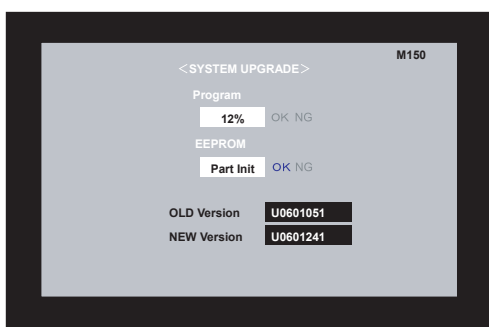 M150
＜SYSTEM UPGRADE＞
Program
12% OK NG
EEPROM
Part Init OK NG
OLD Version U0601051
NEW Version U0601241